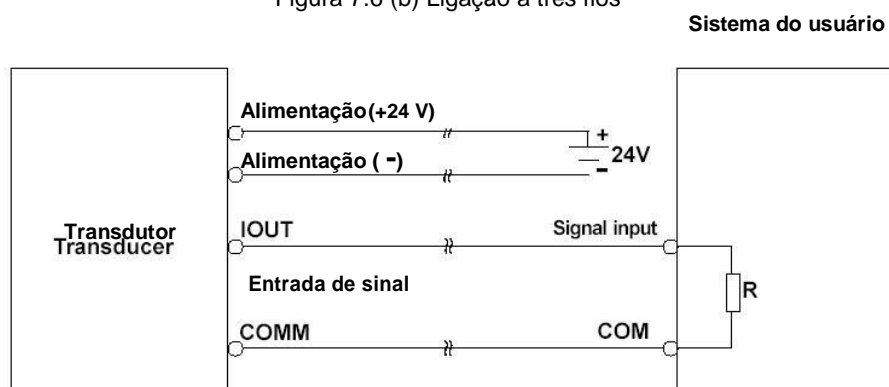 Figura 7.6 (b) Ligação a três fios
Sistema do usuário
Alimentação (+24 V)
+
24V
Alimentação ( -)
-
Transdutor
Transducer
IOUT
Signal input
Entrada de sinal
R
COMM
COM